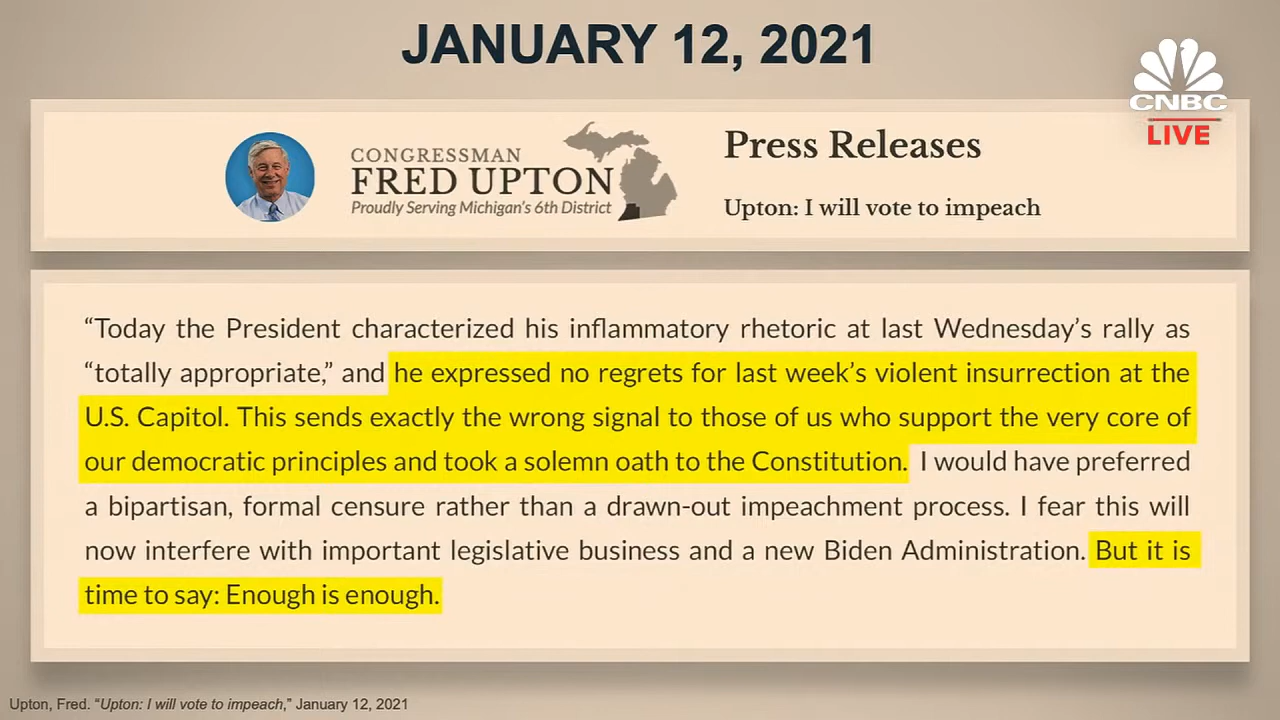 JANUARY 12, 2021
CNBC
LIVE
CONGRESSMAN
FRED UPTON
Proudly Serving Michigan's 6th District
Press Releases
Upton: I will vote to impeach
“Today the President characterized his inflammatory rhetoric at last Wednesday’s rally as
“totally appropriate,” and he expressed no regrets for last week’s violent insurrection at the
U.S. Capitol. This sends exactly the wrong signal to those of us who support the very core of
our democratic principles and took a solemn oath to the Constitution. I would have preferred
a bipartisan, formal censure rather than a drawn-out impeachment process. I fear this will
now interfere with important legislative business and a new Biden Administration. But it is
time to say: Enough is enough.
Upton, Fred. “Upton: I will vote to impeach,” January 12, 2021